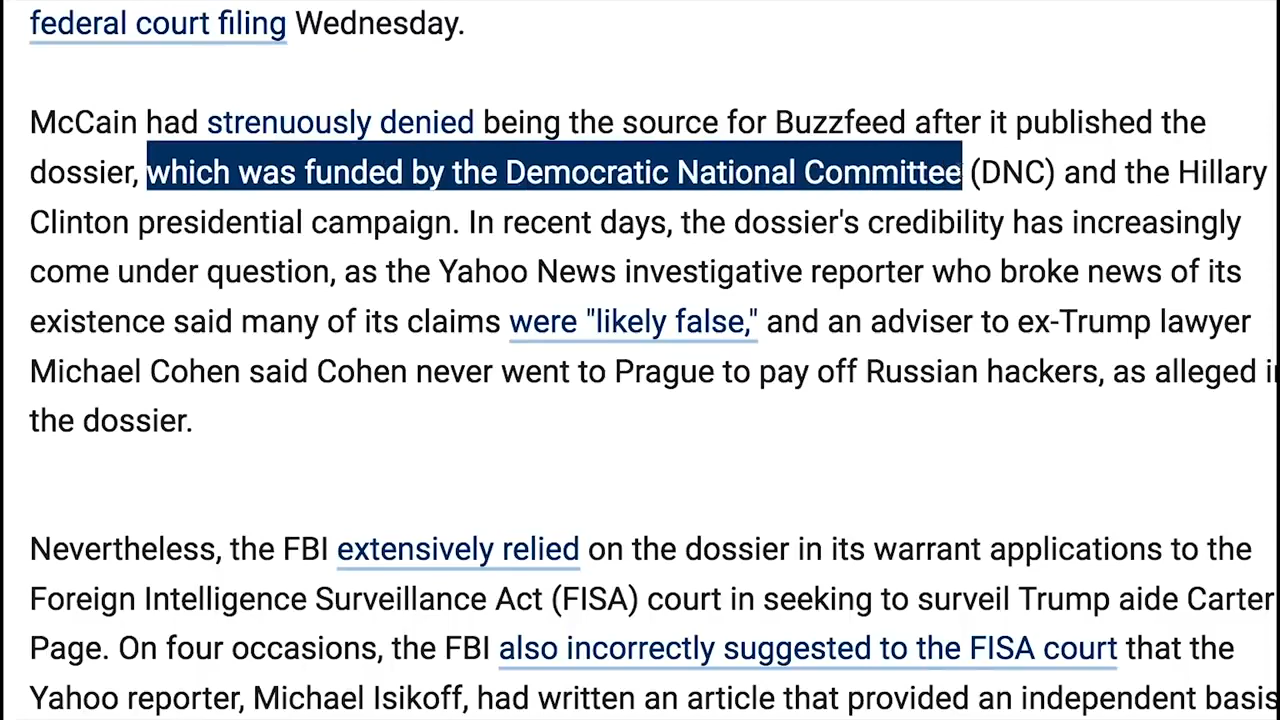 federal court filing Wednesday.
McCain had strenuously denied being the source for Buzzfeed after it published the
dossier, which was funded by the Democratic National Committee (DNC) and the Hillary
Clinton presidential campaign. In recent days, the dossier's credibility has increasingly
come under question, as the Yahoo News investigative reporter who broke news of its
existence said many of its claims were "likely false," and an adviser to ex-Trump lawyer
Michael Cohen said Cohen never went to Prague to pay off Russian hackers, as alleged in
the dossier.
Nevertheless, the FBI extensively relied on the dossier in its warrant applications to the
Foreign Intelligence Surveillance Act (FISA) court in seeking to surveil Trump aide Carter
Page. On four occasions, the FBI also incorrectly suggested to the FISA court that the
Yahoo reporter, Michael Isikoff, had written an article that provided an independent basis